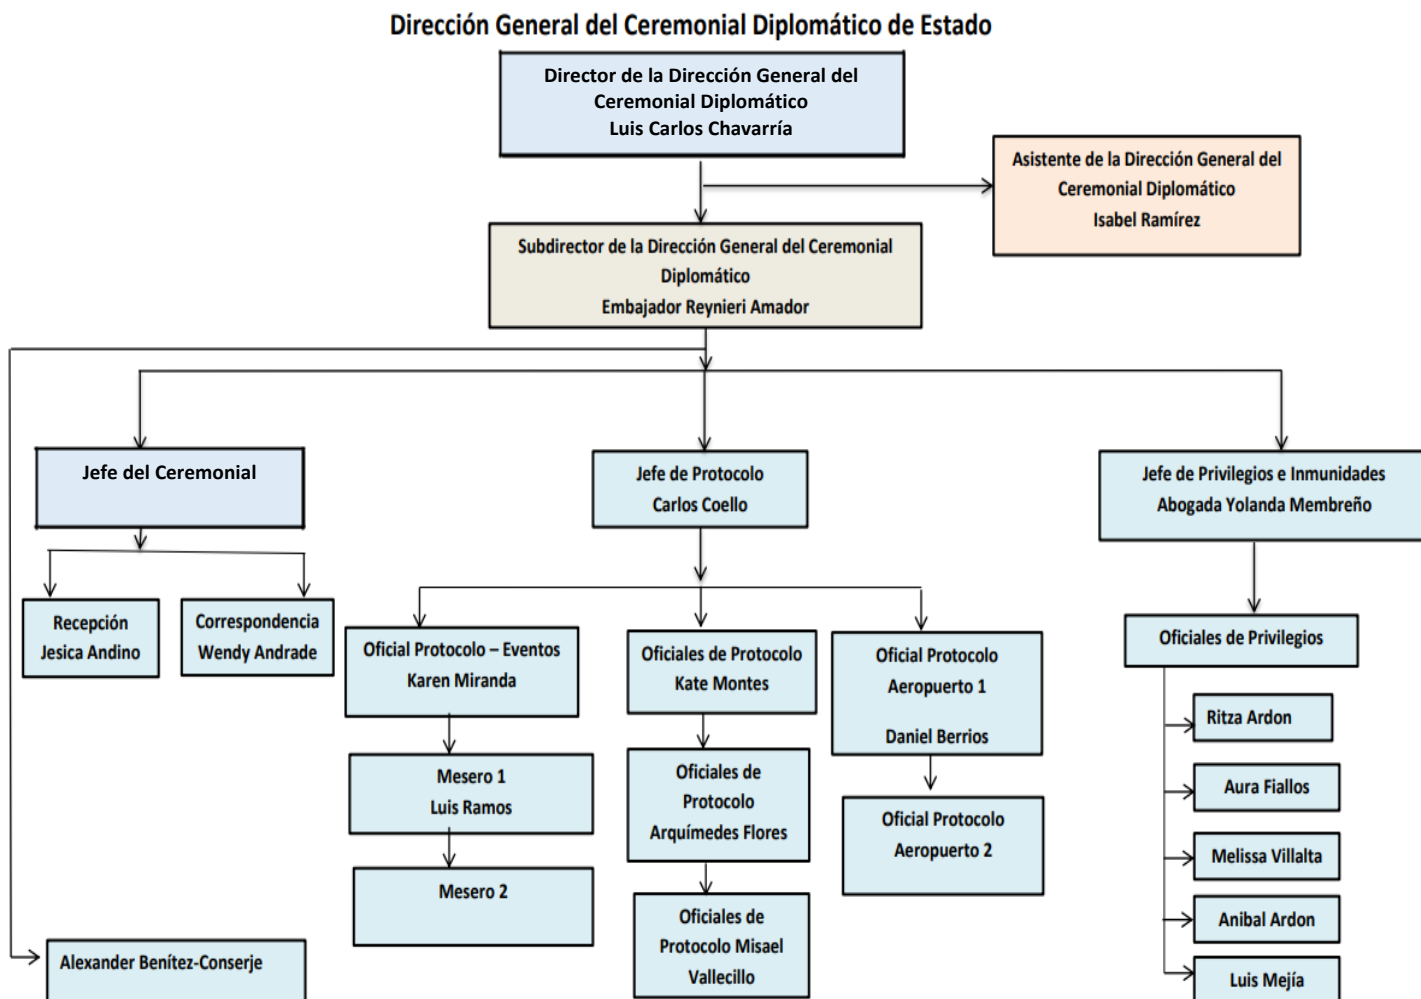 Dirección General del Ceremonial Diplomático de Estado
Director de la Dirección General del
Ceremonial Diplomático
Luis Carlos Chavarría
Asistente de la Dirección General del
Ceremonial Diplomático
Isabel Ramírez
Subdirector de la Dirección General del Ceremonial
Diplomático
Embajador Reynieri Amador
Jefe del Ceremonial
Jefe de Protocolo
Carlos Coello
Jefe de Privilegios e Inmunidades
Abogada Yolanda Membreño
Recepción
Jesica Andino
Correspondencia
Wendy Andrade
Oficial Protocolo – Eventos
Karen Miranda
Oficiales de Protocolo
Kate Montes
Oficial Protocolo
Aeropuerto 1
Daniel Berrios
Oficiales de Privilegios
Mesero 1
Luis Ramos
Oficiales de
Protocolo
Arquímedes Flores
Oficial Protocolo
Aeropuerto 2
Mesero 2
Oficiales de
Protocolo Misael
Vallecillo
Ritza Ardon
Aura Fiallos
Melissa Villalta
Anibal Ardon
Luis Mejía
Alexander Benítez-Conserje